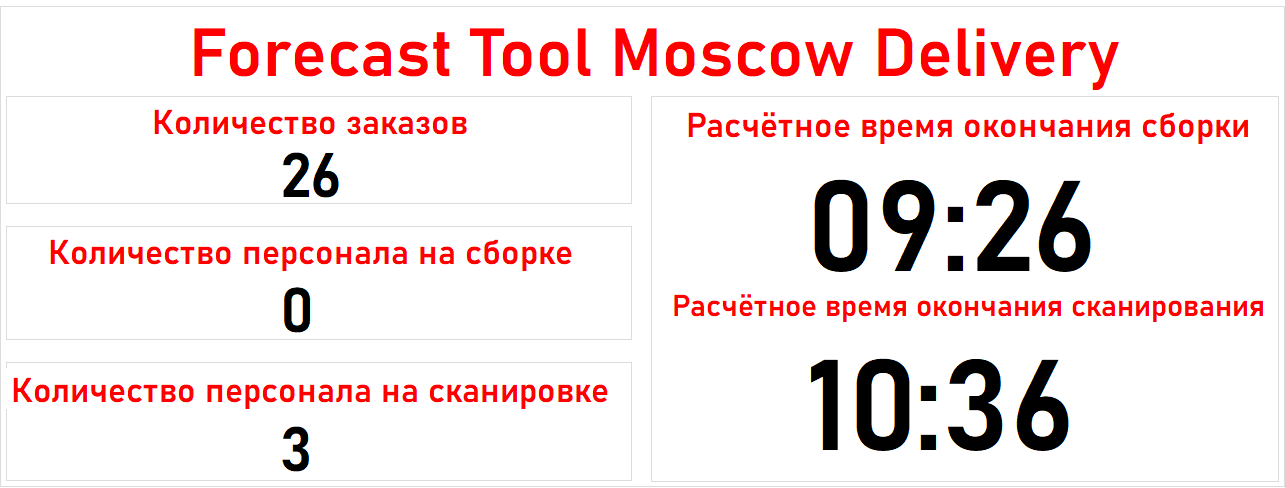 Forecast Tool Moscow Delivery
Количество заказов
26
Количество персонала на сборке
0
Количество персонала на сканировке
3
Расчётное время окончания сборки
09:26
Расчётное время окончания сканирования
10:36